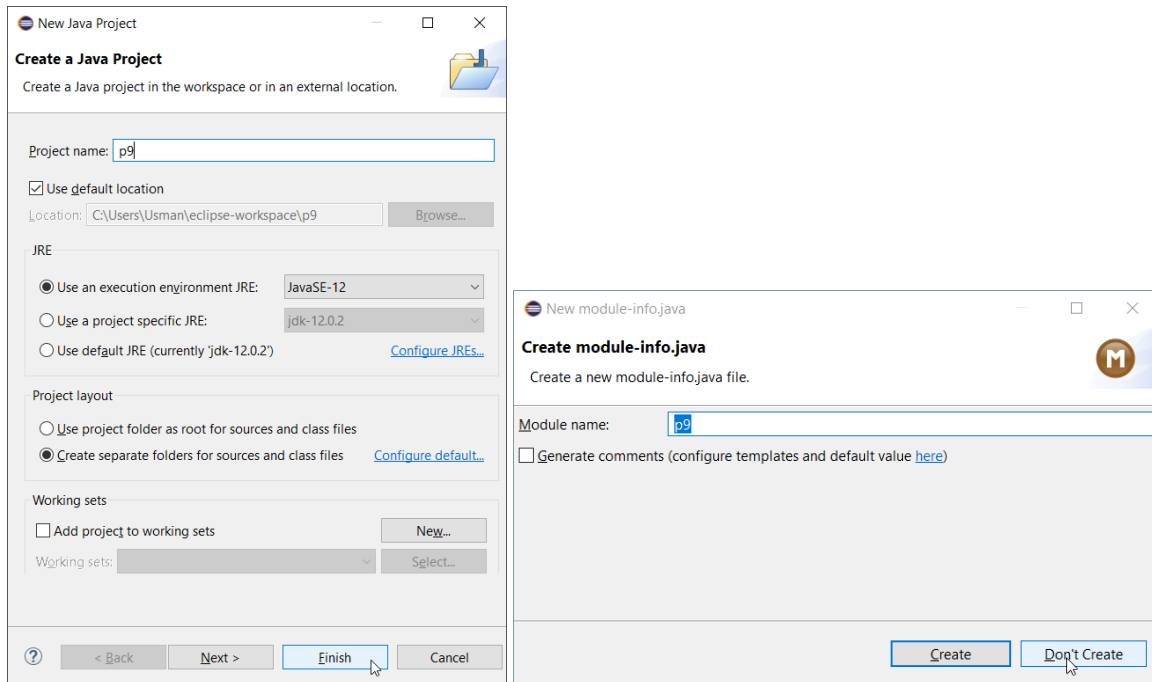 New Java Project
Create a Java Project
Create a Java project in the workspace or in an external location.
Project name: p9
Use default location
Location: C:\Users\Usman\eclipse-workspace\p9 Browse...
JRE
Use an execution environment JRE: JavaSE-12
Use a project specific JRE: jdk-12.0.2
Use default JRE (currently 'jdk-12.0.2') Configure JREs...
Project layout
Use project folder as root for sources and class files
Create separate folders for sources and class files Configure default...
Working sets
Add project to working sets New...
Working sets: Select...
? < Back Next > Finish Cancel
New module-info.java
Create module-info.java
M
Create a new module-info.java file.
Module name: p9
Generate comments (configure templates and default value here)
Create Don't Create